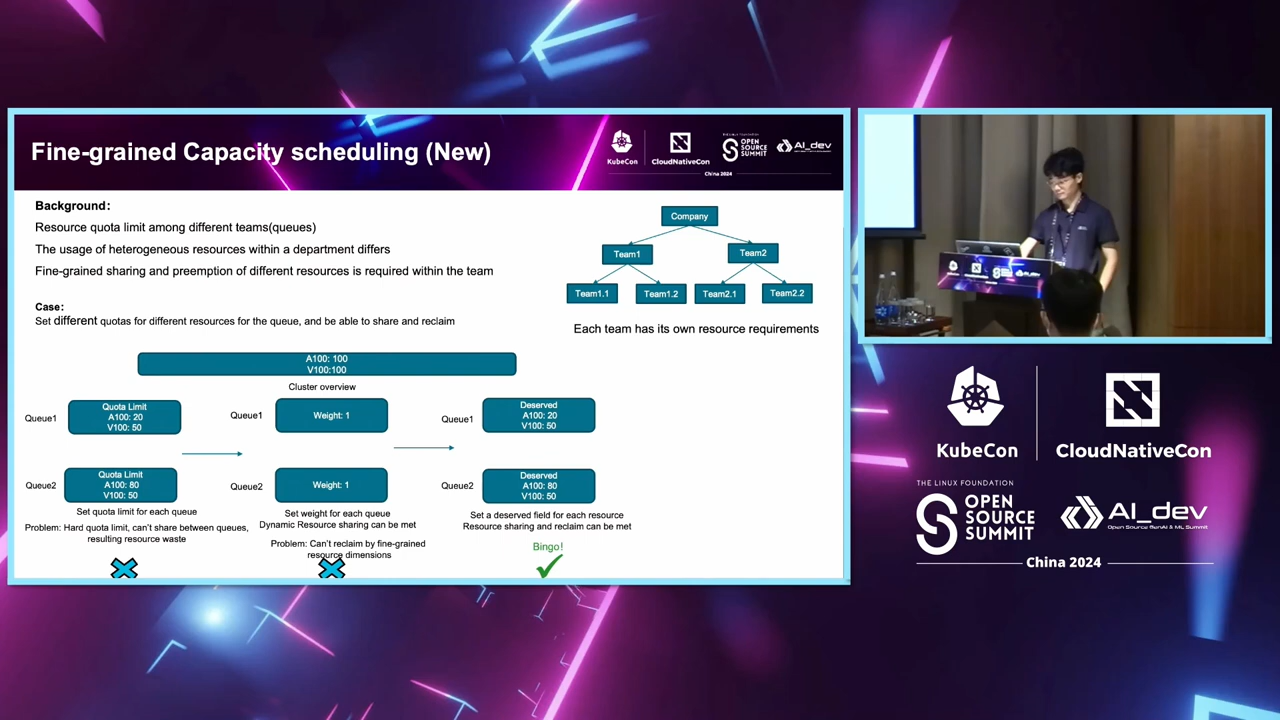 Fine-grained Capacity scheduling (New)
KubeCon
CloudNativeCon
THE LINUX FOUNDATION
OPEN SOURCE SUMMIT
AI_dev
China 2024
Background:
Resource quota limit among different teams(queues)
The usage of heterogeneous resources within a department differs
Fine-grained sharing and preemption of different resources is required within the team
Case:
Set different quotas for different resources for the queue, and be able to share and reclaim
Company
Team1
Team2
Team1.1
Team1.2
Team2.1
Team2.2
Each team has its own resource requirements
A100: 100
V100:100
Cluster overview
Queue1
Quota Limit
A100: 20
V100: 50
Queue2
Quota Limit
A100: 80
V100: 50
Set quota limit for each queue
Problem: Hard quota limit, can't share between queues,
resulting resource waste
Queue1
Weight: 1
Queue2
Weight: 1
Set weight for each queue
Dynamic Resource sharing can be met
Problem: Can't reclaim by fine-grained
resource dimensions
Queue1
Deserved
A100: 20
V100: 50
Queue2
Deserved
A100: 80
V100: 50
Set a deserved field for each resource
Resource sharing and reclaim can be met
Bingo!
KubeCon
CloudNativeCon
THE LINUX FOUNDATION
OPEN
SOURCE
SUMMIT
AI_dev
Open Source GenAI & ML Summit
China 2024